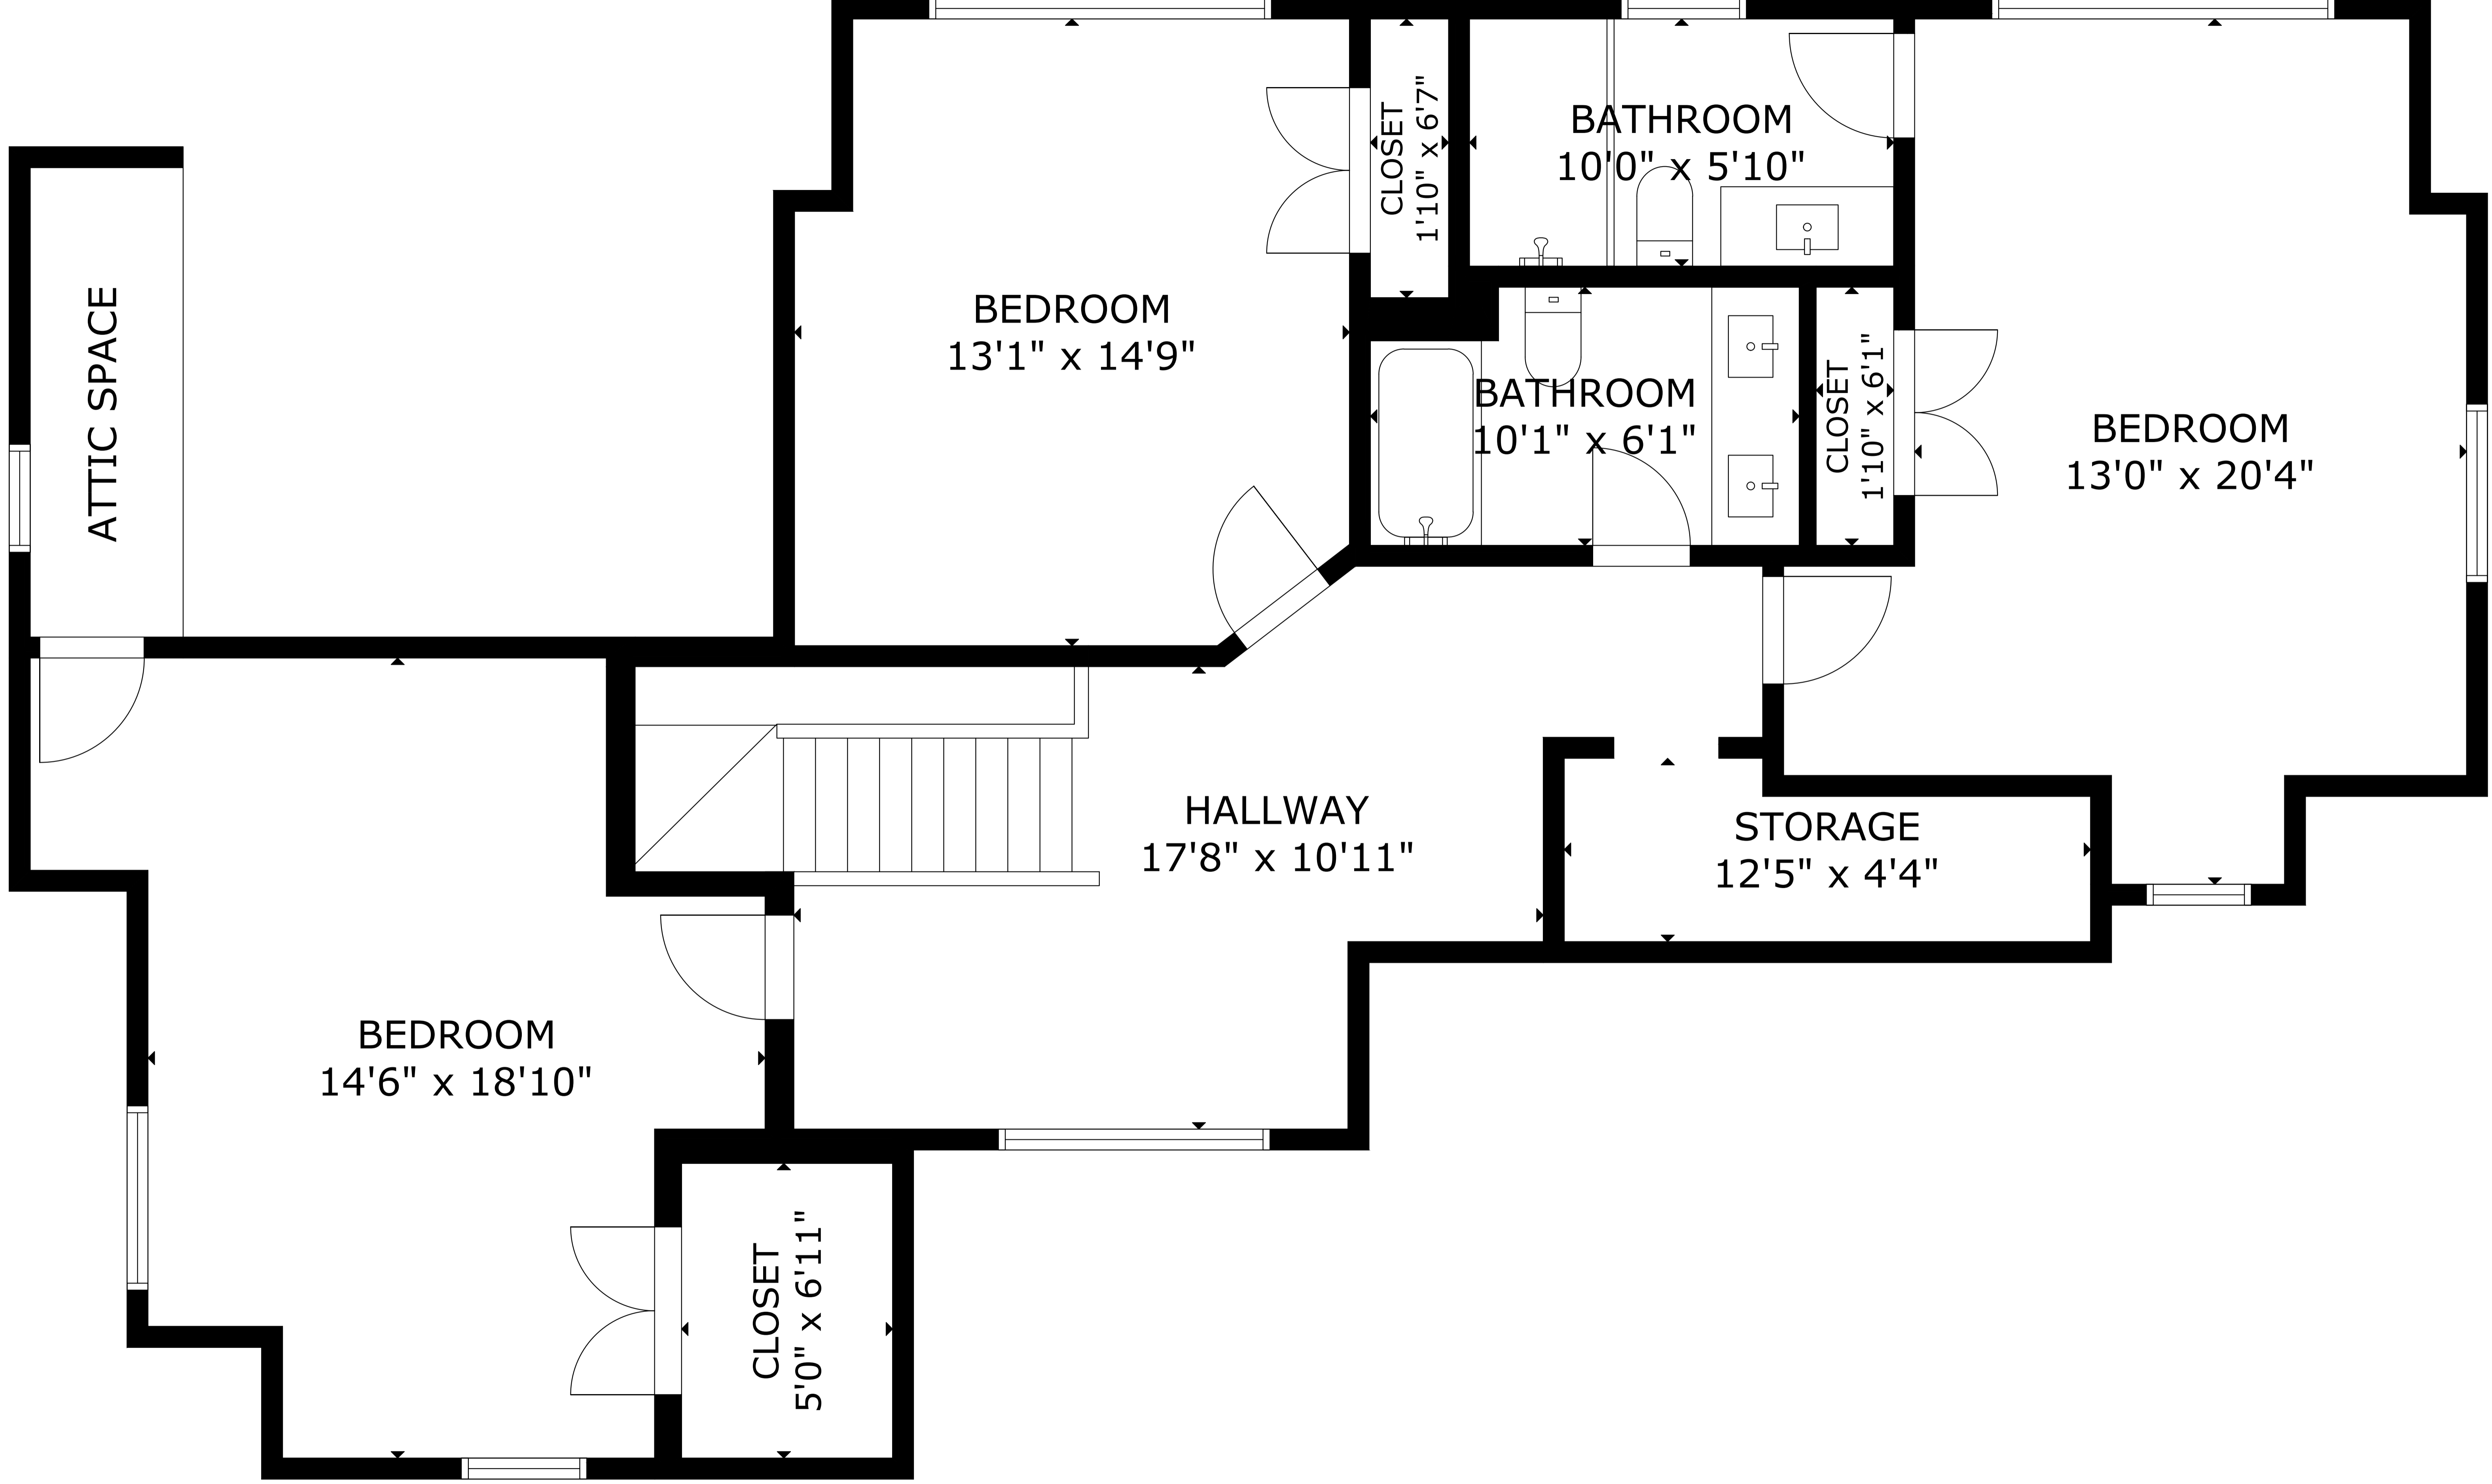 ATTIC SPACE
BEDROOM
13'1" x 14'9"
CLOSET
1'10" x 6'7"
BATHROOM
10'0" x 5'10"
BATHROOM
10'1" x 6'1"
CLOSET
1'10" x 6'1"
BEDROOM
13'0" x 20'4"
HALLWAY
17'8" x 10'11"
STORAGE
12'5" x 4'4"
BEDROOM
14'6" x 18'10"
CLOSET
5'0" x 6'11"